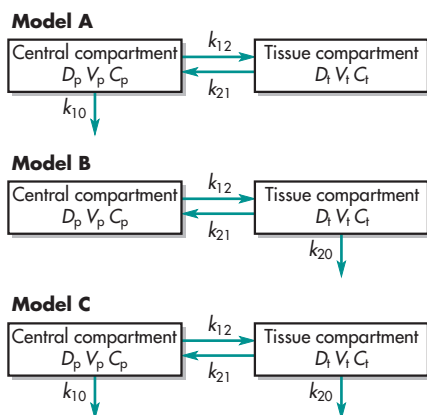 Model A
Central compartment
Dp Vp Cp
k12
k21
Tissue compartment
Dt Vt Ct
k10
Model B
Central compartment
Dp Vp Cp
k12
k21
Tissue compartment
Dt Vt Ct
k20
Model C
Central compartment
Dp Vp Cp
k12
k21
Tissue compartment
Dt Vt Ct
k10
k20